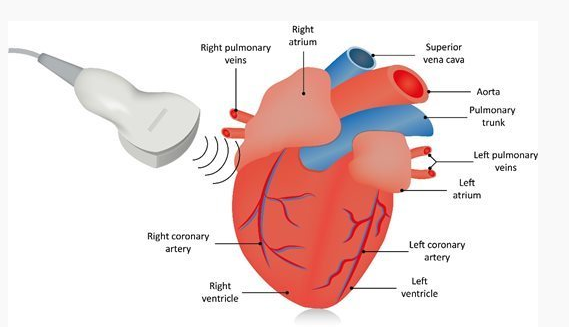 Right
atrium
Right pulmonary
veins
Superior
vena cava
Aorta
Pulmonary
trunk
Left pulmonary
veins
Left
atrium
Right coronary
artery
Left coronary
artery
Right
ventricle
Left
ventricle